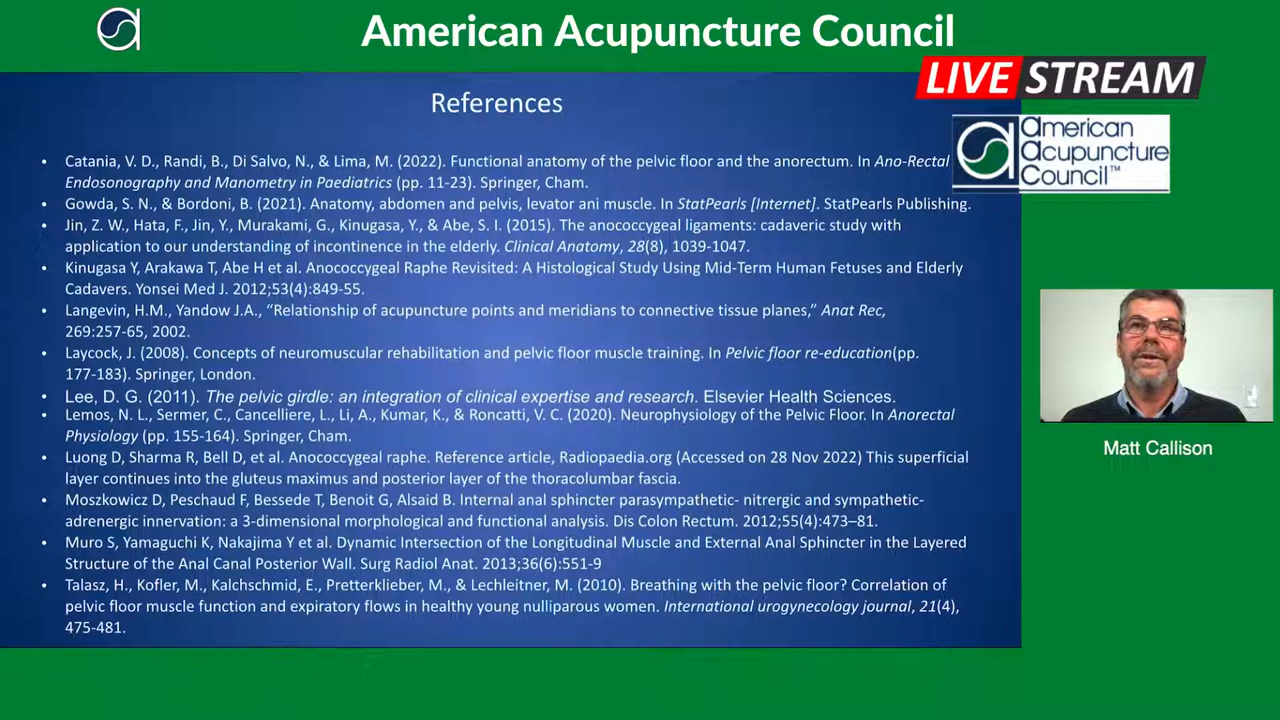 American Acupuncture Council
LIVE STREAM
american
acupuncture
council™
References
• Catania, V. D., Randi, B., Di Salvo, N., & Lima, M. (2022). Functional anatomy of the pelvic floor and the anorectum. In Ano-Rectal
Endosonography and Manometry in Paediatrics (pp. 11-23). Springer, Cham.
• Gowda, S. N., & Bordoni, B. (2021). Anatomy, abdomen and pelvis, levator ani muscle. In StatPearls [Internet]. StatPearls Publishing.
• Jin, Z. W., Hata, F., Jin, Y., Murakami, G., Kinugasa, Y., & Abe, S. I. (2015). The anococcygeal ligaments: cadaveric study with
application to our understanding of incontinence in the elderly. Clinical Anatomy, 28(8), 1039-1047.
• Kinugasa Y, Arakawa T, Abe H et al. Anococcygeal Raphe Revisited: A Histological Study Using Mid-Term Human Fetuses and Elderly
Cadavers. Yonsei Med J. 2012;53(4):849-55.
• Langevin, H.M., Yandow J.A., “Relationship of acupuncture points and meridians to connective tissue planes,” Anat Rec,
269:257-65, 2002.
• Laycock, J. (2008). Concepts of neuromuscular rehabilitation and pelvic floor muscle training. In Pelvic floor re-education(pp.
177-183). Springer, London.
• Lee, D. G. (2011). The pelvic girdle: an integration of clinical expertise and research. Elsevier Health Sciences.
• Lemos, N. L., Sermer, C., Cancelliere, L., Li, A., Kumar, K., & Roncatti, V. C. (2020). Neurophysiology of the Pelvic Floor. In Anorectal
Physiology (pp. 155-164). Springer, Cham.
• Luong D, Sharma R, Bell D, et al. Anococcygeal raphe. Reference article, Radiopaedia.org (Accessed on 28 Nov 2022) This superficial
layer continues into the gluteus maximus and posterior layer of the thoracolumbar fascia.
• Moszkowicz D, Peschaud F, Bessede T, Benoit G, Alsaid B. Internal anal sphincter parasympathetic- nitrergic and sympathetic-
adrenergic innervation: a 3-dimensional morphological and functional analysis. Dis Colon Rectum. 2012;55(4):473–81.
• Muro S, Yamaguchi K, Nakajima Y et al. Dynamic Intersection of the Longitudinal Muscle and External Anal Sphincter in the Layered
Structure of the Anal Canal Posterior Wall. Surg Radiol Anat. 2013;36(6):551-9
• Talasz, H., Kofler, M., Kalchschmid, E., Pretterklieber, M., & Lechleitner, M. (2010). Breathing with the pelvic floor? Correlation of
pelvic floor muscle function and expiratory flows in healthy young nulliparous women. International urogynecology journal, 21(4),
475-481.
Matt Callison